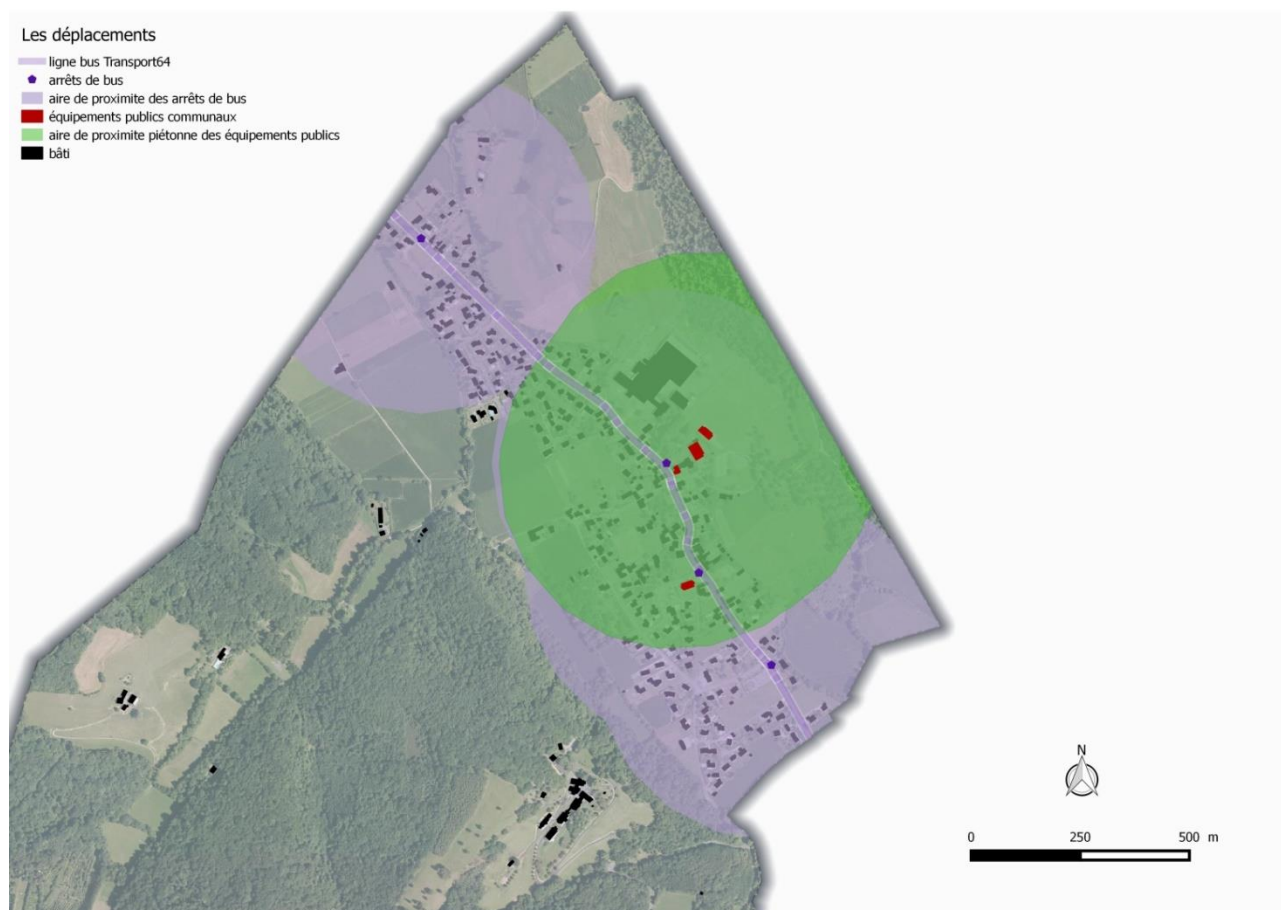 Les déplacements
ligne bus Transport64
arrêts de bus
aire de proximite des arrêts de bus
équipements publics communaux
aire de proximite piétonne des équipements publics
bâti
N
0 250 500 m